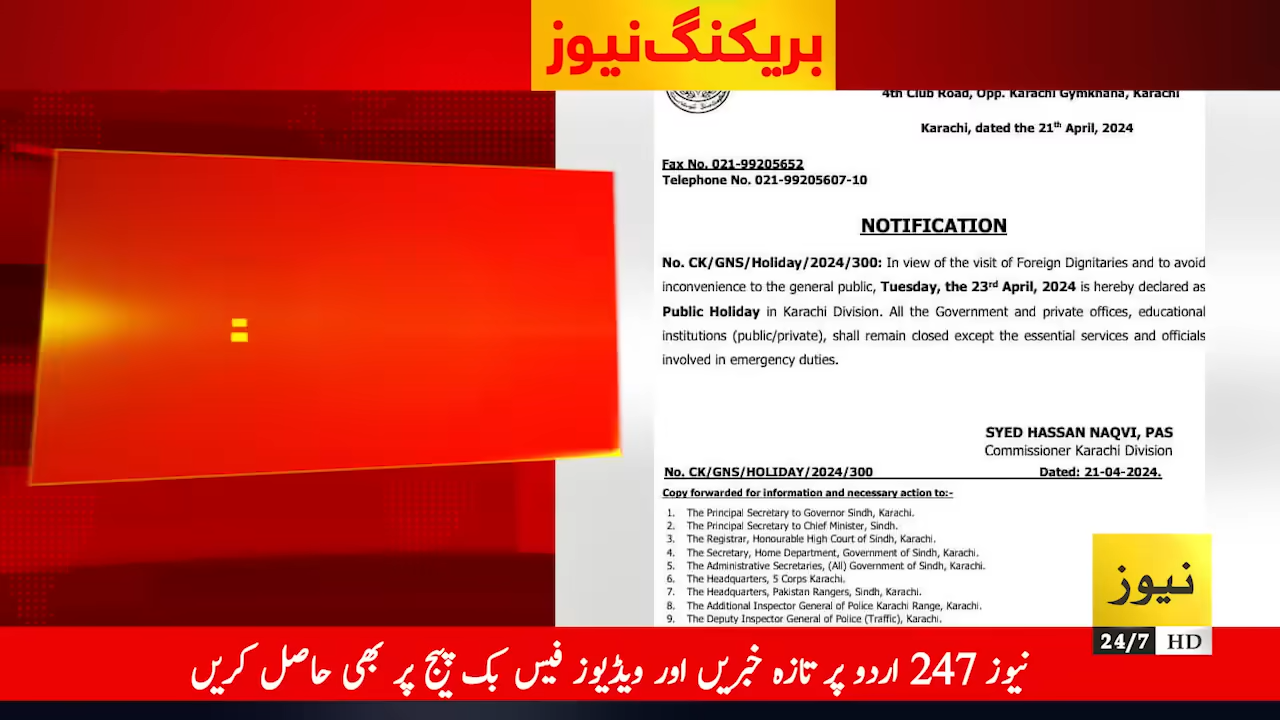 بریکنگ نیوز
4th Club Road, Opp. Karachi Gymkhana, Karachi
Karachi, dated the 21th April, 2024
Fax No. 021-99205652
Telephone No. 021-99205607-10
NOTIFICATION
No. CK/GNS/Holiday/2024/300: In view of the visit of Foreign Dignitaries and to avoid
inconvenience to the general public, Tuesday, the 23rd April, 2024 is hereby declared as
Public Holiday in Karachi Division. All the Government and private offices, educational
institutions (public/private), shall remain closed except the essential services and officials
involved in emergency duties.
SYED HASSAN NAQVI, PAS
Commissioner Karachi Division
No. CK/GNS/HOLIDAY/2024/300 Dated: 21-04-2024.
Copy forwarded for information and necessary action to:-
1. The Principal Secretary to Governor Sindh, Karachi.
2. The Principal Secretary to Chief Minister, Sindh.
3. The Registrar, Honourable High Court of Sindh, Karachi.
4. The Secretary, Home Department, Government of Sindh, Karachi.
5. The Administrative Secretaries, (All) Government of Sindh, Karachi.
6. The Headquarters, 5 Corps Karachi.
7. The Headquarters, Pakistan Rangers, Sindh, Karachi.
8. The Additional Inspector General of Police Karachi Range, Karachi.
9. The Deputy Inspector General of Police (Traffic), Karachi.
نیوز
24/7 HD
نیوز 247 اردو پر تازہ خبریں اور ویڈیوز فیس بک پیج پر بھی حاصل کریں